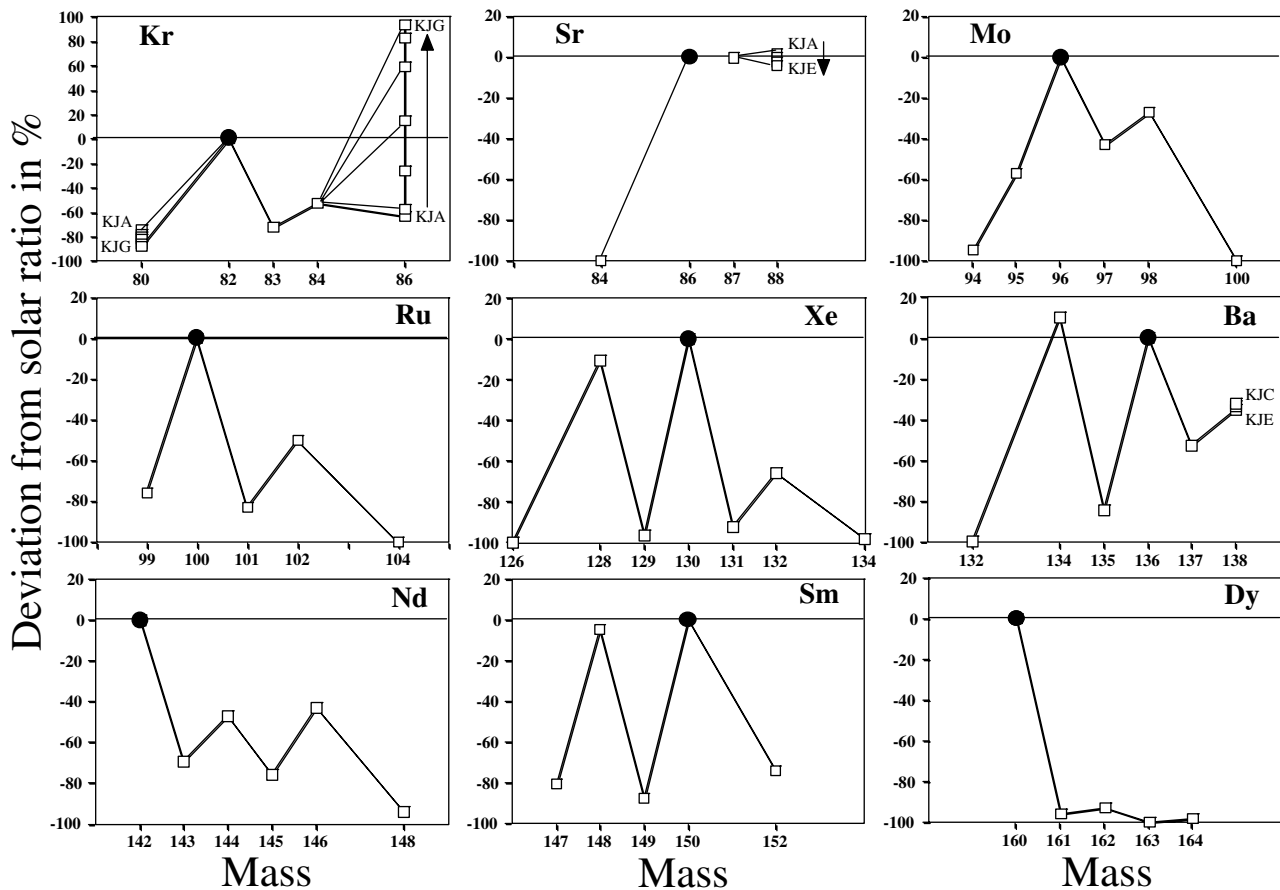 Deviation from solar ratio in %
Kr
100
80
60
40
20
0
-20
-40
-60
-80
-100
KJG
KJA
KJA
KJG
80 82 83 84 86
Sr
20
0
-20
-40
-60
-80
-100
KJA
KJE
84 86 87 88
Mo
20
0
-20
-40
-60
-80
-100
94 95 96 97 98 100
Ru
20
0
-20
-40
-60
-80
-100
99 100 101 102 104
Xe
20
0
-20
-40
-60
-80
-100
126 128 129 130 131 132 134
Ba
20
0
-20
-40
-60
-80
-100
KJC
KJE
132 134 135 136 137 138
Nd
20
0
-20
-40
-60
-80
-100
142 143 144 145 146 148
Mass
Sm
20
0
-20
-40
-60
-80
-100
147 148 149 150 152
Mass
Dy
20
0
-20
-40
-60
-80
-100
160 161 162 163 164
Mass